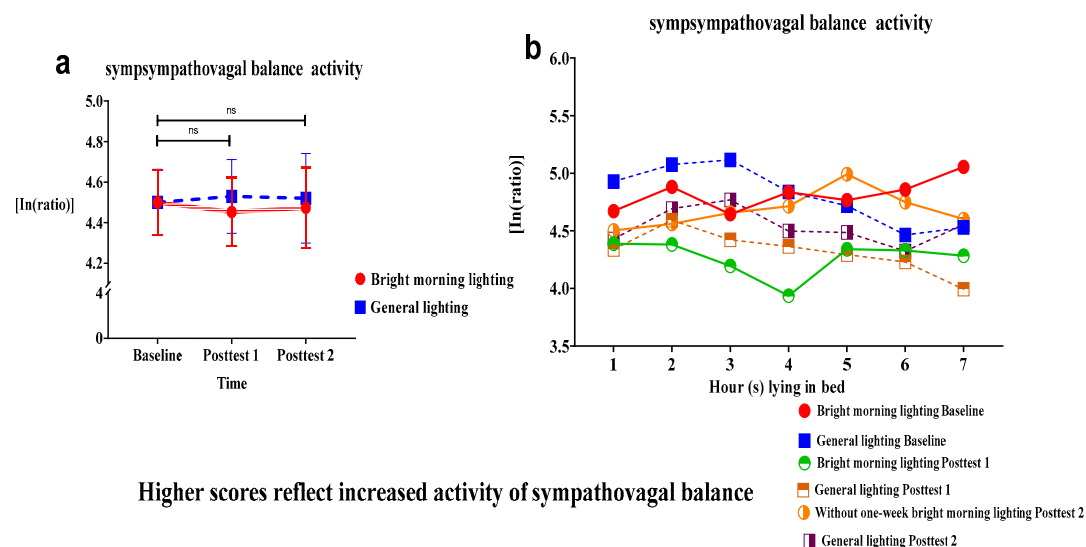 a
sympsympathovagal balance activity
[In(ratio)]
5.0
4.8
4.6
4.4
4.2
4
0
ns
ns
Baseline Posttest 1 Posttest 2
Time
Bright morning lighting
General lighting
b
sympsympathovagal balance activity
[In(ratio)]
6.0
5.5
5.0
4.5
4.0
3.5
1 2 3 4 5 6 7
Hour (s) lying in bed
Bright morning lighting Baseline
General lighting Baseline
Bright morning lighting Posttest 1
General lighting Posttest 1
Without one-week bright morning lighting Posttest 2
General lighting Posttest 2
Higher scores reflect increased activity of sympathovagal balance